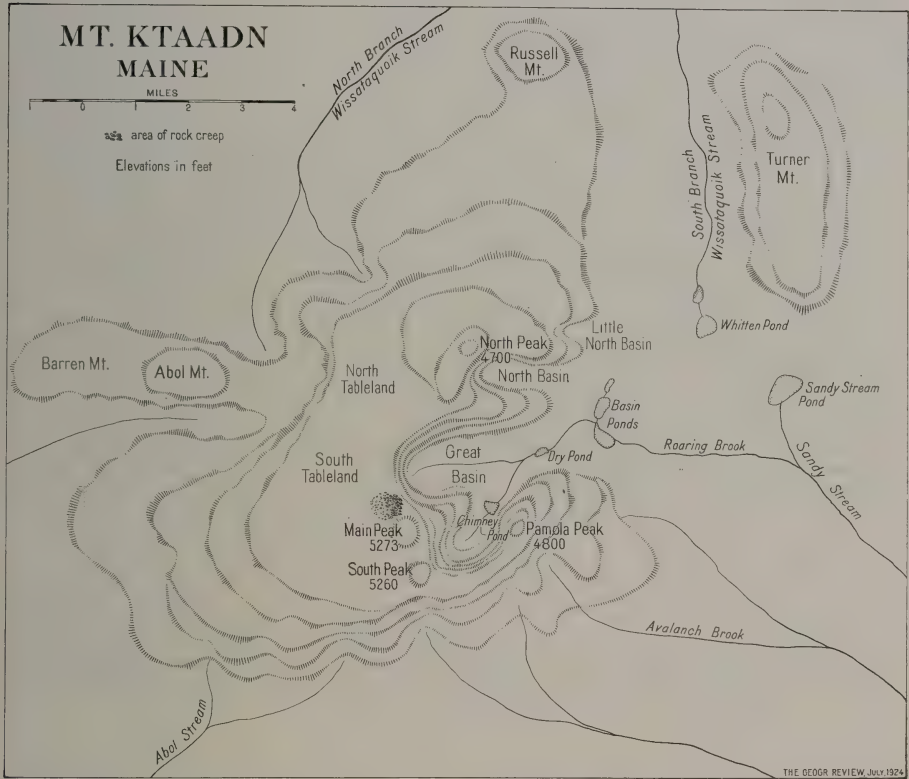 MT. KTAADN
MAINE
MILES
1 0 2 3 4
area of rock creep
Elevations in feet
North Branch
Wissataquoik Stream
Russell
Mt.
South Branch
Wissataquoik Stream
Turner
Mt.
Whitten Pond
Little
North Basin
North Peak
4700
North Basin
North
Tableland
Barren Mt.
Abol Mt.
Sandy Stream
Pond
Basin
Ponds
Roaring Brook
Sandy Stream
Great
Basin
Dry Pond
South
Tableland
Chimney
Pond
Main Peak
5273
Pamola Peak
4800
South Peak
5260
Avalanch Brook
Abol Stream
THE GEOGR REVIEW, JULY, 1924